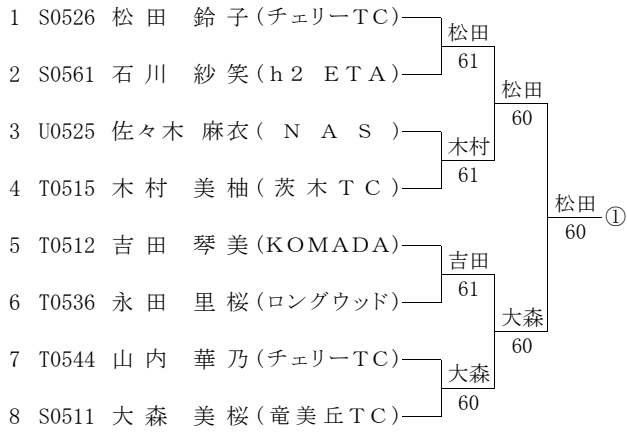 1 S0526 松田 鈴子(チェリーTC)
松田
61
2 S0561 石川 紗笑(h2 ETA)
松田
60
3 U0525 佐々木 麻衣( N A S )
木村
61
4 T0515 木村 美柚(茨木TC)
松田
60
①
5 T0512 吉田 琴美(KOMADA)
吉田
61
6 T0536 永田 里桜(ロングウッド)
大森
60
7 T0544 山内 華乃(チェリーTC)
大森
60
8 S0511 大森 美桜(竜美丘TC)